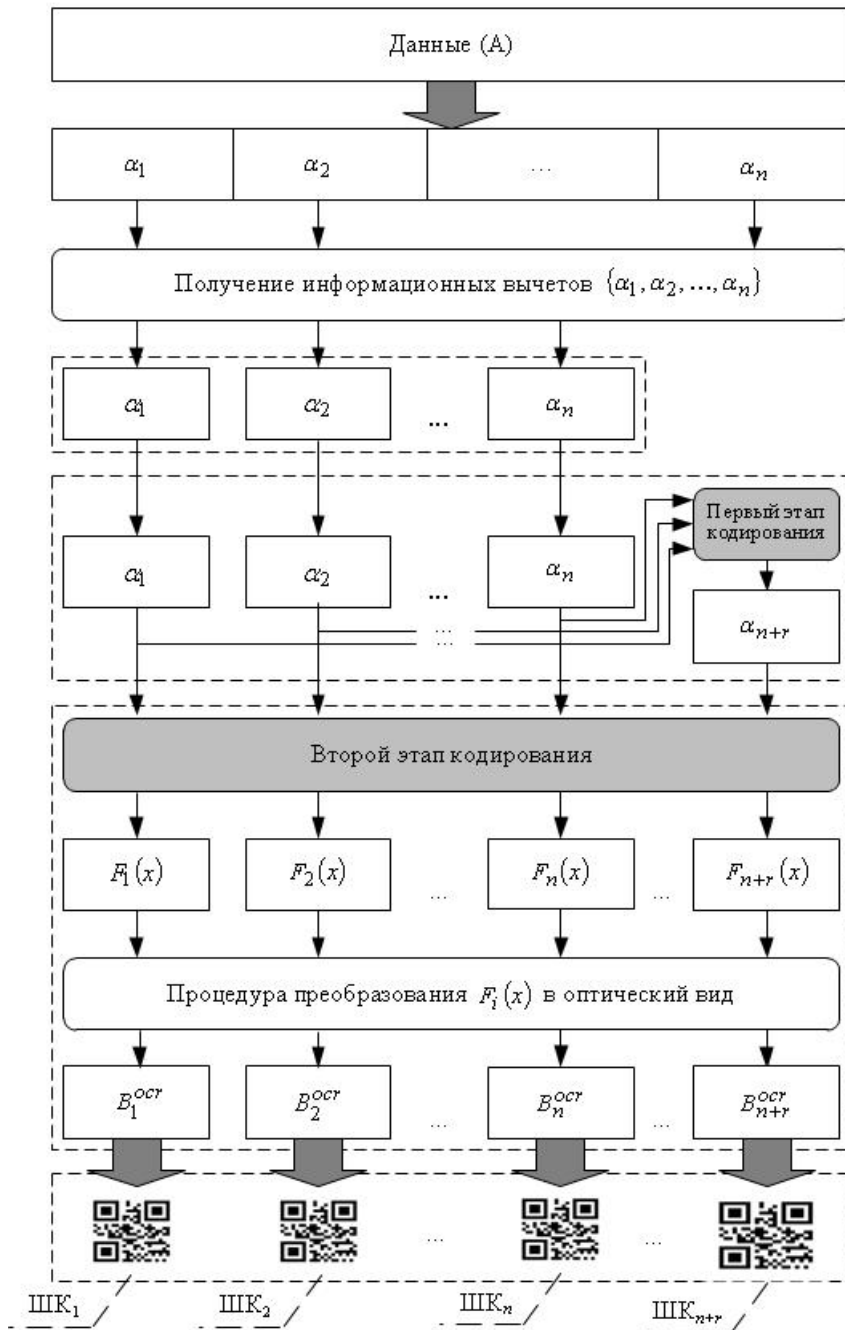 Данные (А)
α₁ α₂ ... αₙ
Получение информационных вычетов {α₁, α₂, ..., αₙ}
α₁ α₂ ... αₙ
Первый этап
кодирования
α₁ α₂ ... αₙ
...
...
αₙ₊ᵣ
Второй этап кодирования
F₁(x) F₂(x) ... Fₙ(x) ... Fₙ₊ᵣ(x)
Процедура преобразования Fᵢ(x) в оптический вид
B₁ᵒᶜʳ B₂ᵒᶜʳ ... Bₙᵒᶜʳ ... Bₙ₊ᵣᵒᶜʳ
... ...
ШК₁ ШК₂ ШКₙ ШКₙ₊ᵣ